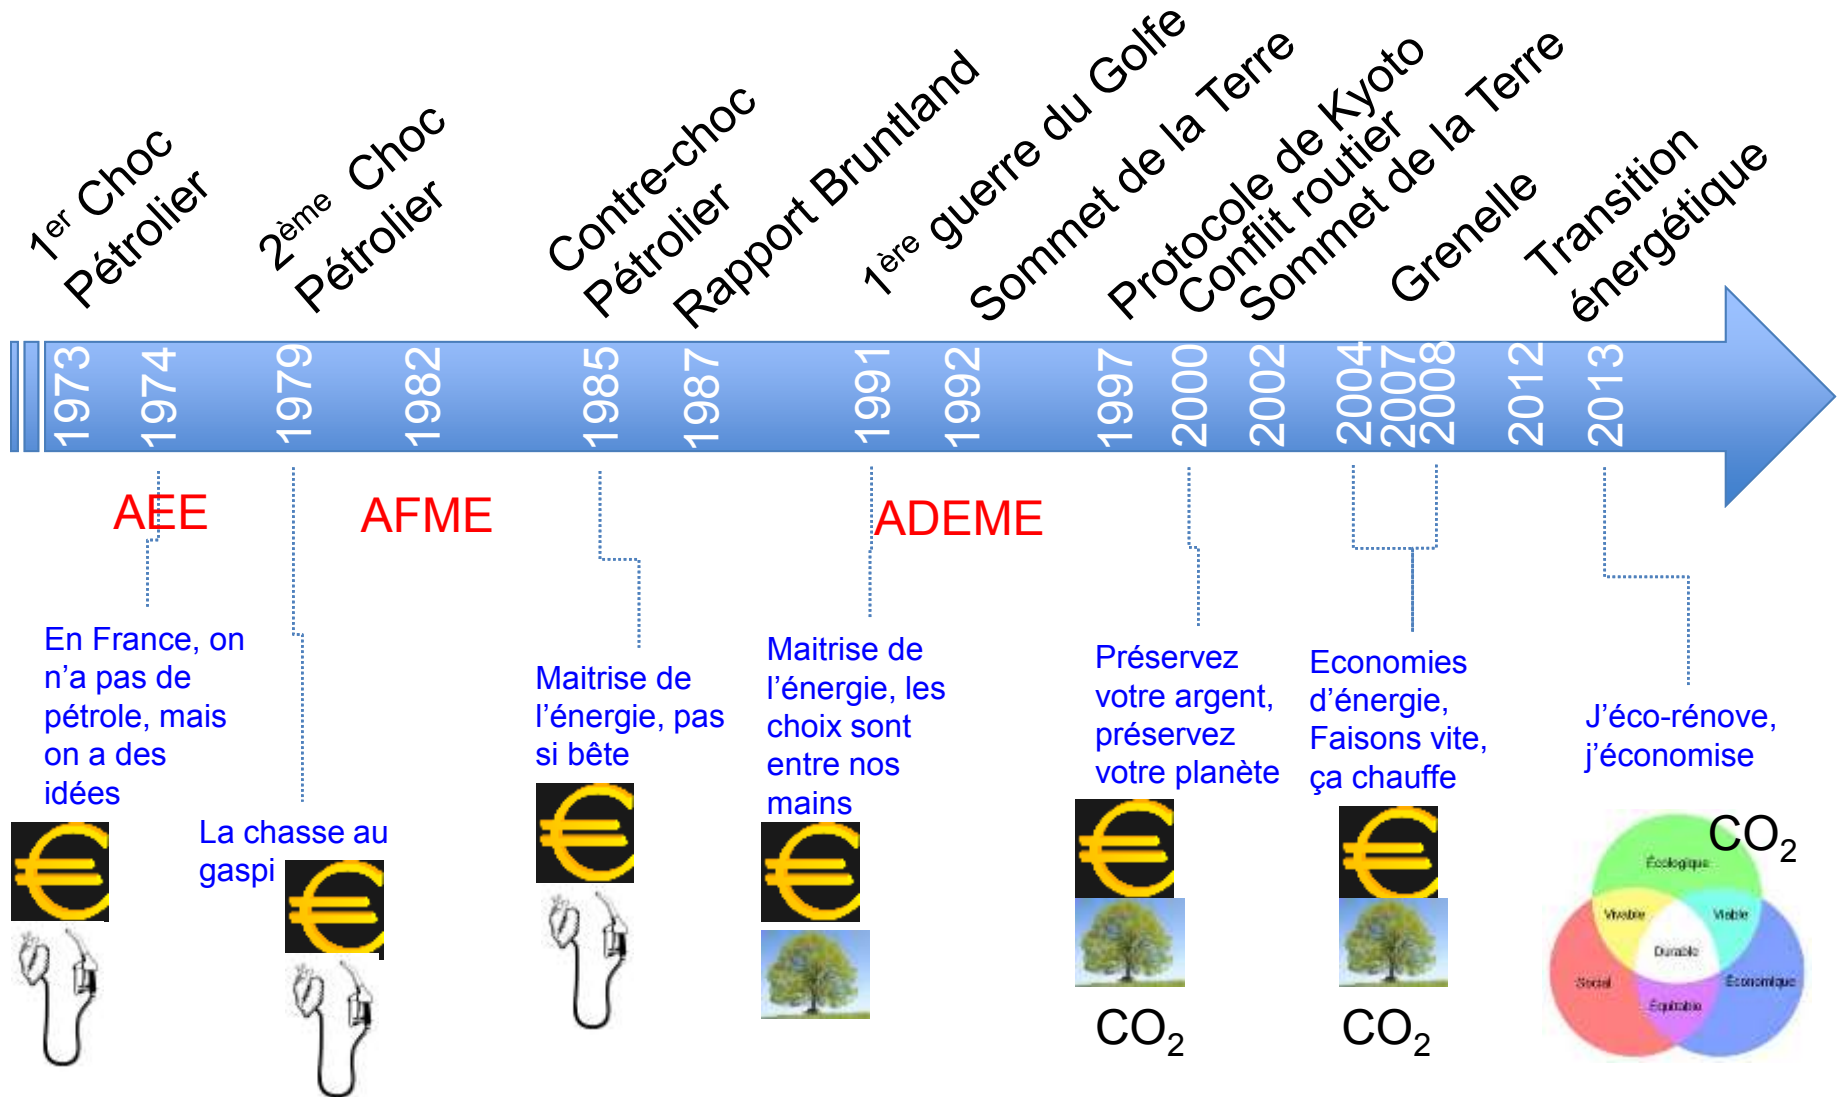 1er Choc
Pétrolier
2ème Choc
Pétrolier
Contre-choc
Pétrolier
Rapport Bruntland
1ère guerre du Golfe
Sommet de la Terre
Protocole de Kyoto
Conflit routier
Sommet de la Terre
Grenelle
Transition
énergétique
1973
1974
1979
1982
1985
1987
1991
1992
1997
2000
2002
2004
2007
2008
2012
2013
AEE
AFME
ADEME
En France, on
n’a pas de
pétrole, mais
on a des
idées
La chasse au
gaspi
Maitrise de
l’énergie, pas
si bête
Maitrise de
l’énergie, les
choix sont
entre nos
mains
Préservez
votre argent,
préservez
votre planète
CO2
Economies
d’énergie,
Faisons vite,
ça chauffe
CO2
J’éco-rénove,
j’économise
CO2
Écologique
Vivable
Viable
Durable
Social
Économique
Équitable